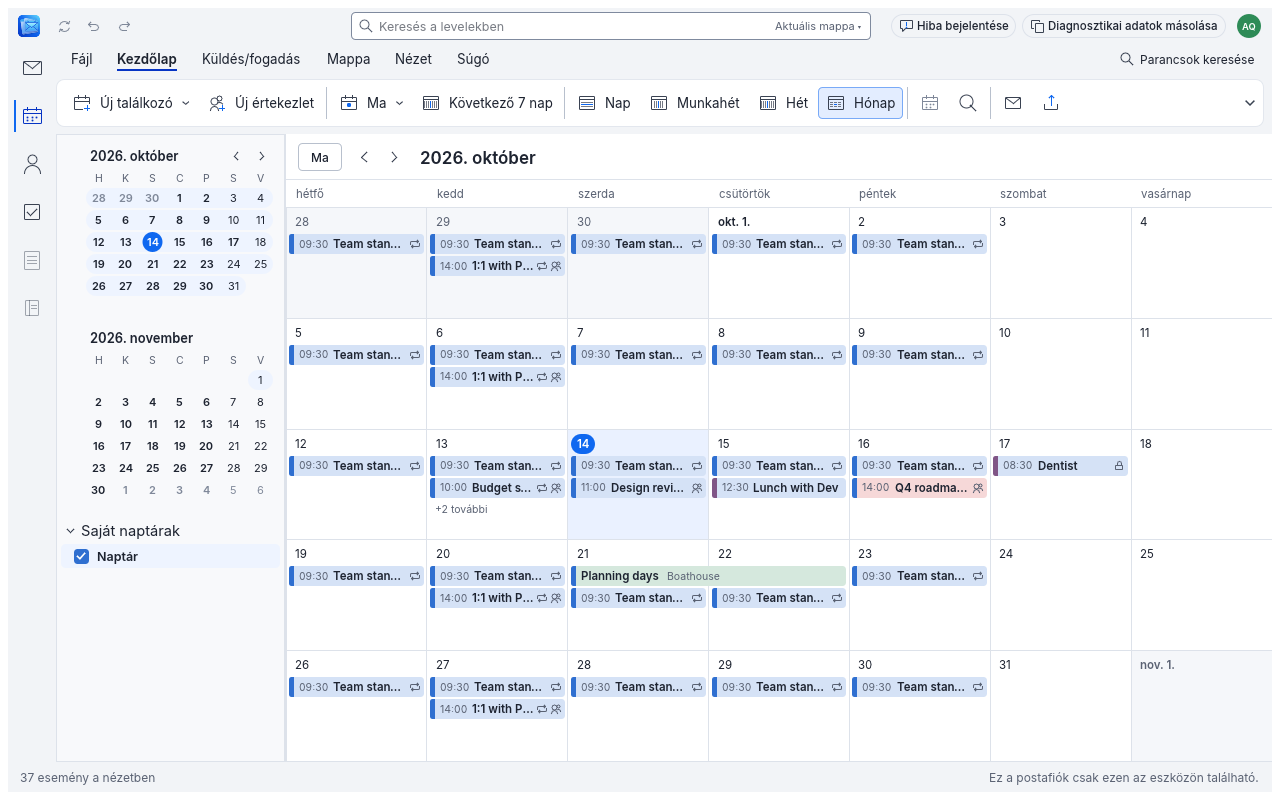 Keresés a levelekben Aktuális mappa
Hiba bejelentése
Diagnosztikai adatok másolása
AQ
Fájl Kezdőlap Küldés/fogadás Mappa Nézet Súgó
Parancsok keresése
Új találkozó Új értekezlet Ma Következő 7 nap Nap Munkahét Hét Hónap
2026. október
H K S C P S V
28 29 30 1 2 3 4
5 6 7 8 9 10 11
12 13 14 15 16 17 18
19 20 21 22 23 24 25
26 27 28 29 30 31
2026. november
H K S C P S V
1
2 3 4 5 6 7 8
9 10 11 12 13 14 15
16 17 18 19 20 21 22
23 24 25 26 27 28 29
30 1 2 3 4 5 6
Saját naptárak
Naptár
Ma 2026. október
hétfő kedd szerda csütörtök péntek szombat vasárnap
28 29 30 okt. 1. 2 3 4
09:30 Team stan... 09:30 Team stan... 09:30 Team stan... 09:30 Team stan... 09:30 Team stan...
14:00 1:1 with P...
5 6 7 8 9 10 11
09:30 Team stan... 09:30 Team stan... 09:30 Team stan... 09:30 Team stan... 09:30 Team stan...
14:00 1:1 with P...
12 13 14 15 16 17 18
09:30 Team stan... 09:30 Team stan... 09:30 Team stan... 09:30 Team stan... 09:30 Team stan... 08:30 Dentist
10:00 Budget s... 11:00 Design revi... 12:30 Lunch with Dev 14:00 Q4 roadma...
+2 további
19 20 21 22 23 24 25
09:30 Team stan... 09:30 Team stan... Planning days Boathouse 09:30 Team stan...
14:00 1:1 with P... 09:30 Team stan... 09:30 Team stan...
26 27 28 29 30 31 nov. 1.
09:30 Team stan... 09:30 Team stan... 09:30 Team stan... 09:30 Team stan... 09:30 Team stan...
14:00 1:1 with P...
37 esemény a nézetben
Ez a postafiók csak ezen az eszközön található.